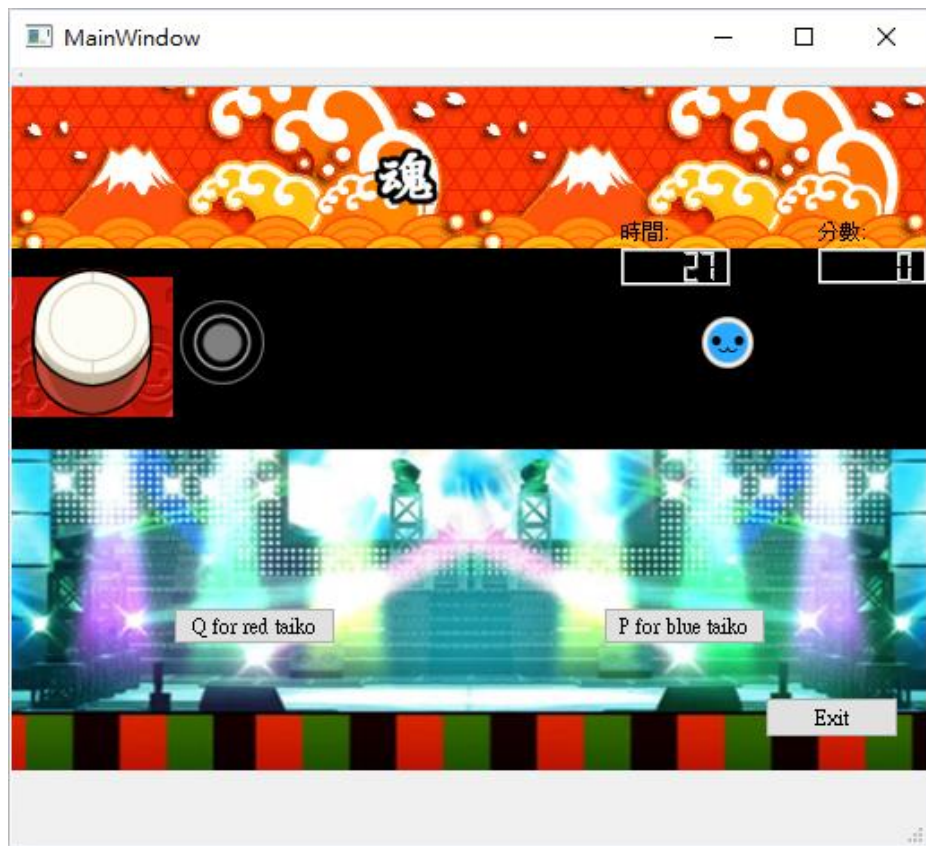 MainWindow
魂
時間: 分數:
27 0
Q for red taiko P for blue taiko
Exit